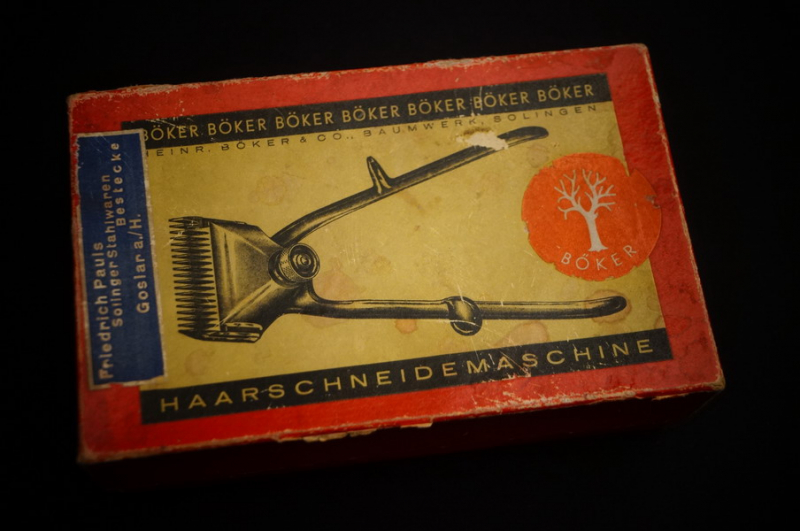 BÖKER BÖKER BÖKER BÖKER BÖKER BÖKER BÖKER
HEINR. BÖKER & CO., BAUMWERK, SOLINGEN
Friedrich Pauls
Solinger Stahlwaren
Bestecke
Goslar a./H.
BÖKER
HAARSCHNEIDEMASCHINE